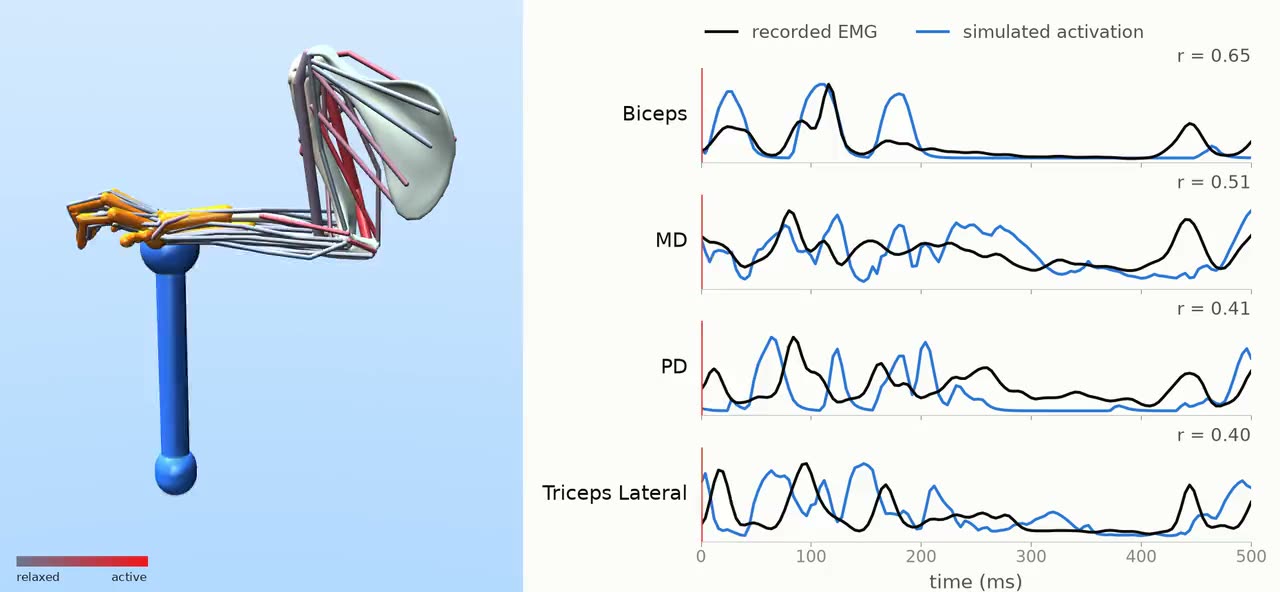 recorded EMG
simulated activation
r = 0.65
Biceps
r = 0.51
MD
r = 0.41
PD
r = 0.40
Triceps Lateral
0 100 200 300 400 500
time (ms)
relaxed active